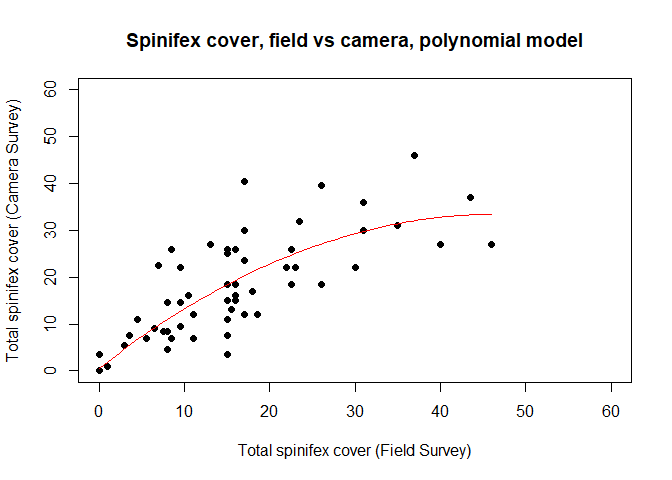 Spinifex cover, field vs camera, polynomial model
Total spinifex cover (Camera Survey)
60
50
40
30
20
10
0
0 10 20 30 40 50 60
Total spinifex cover (Field Survey)